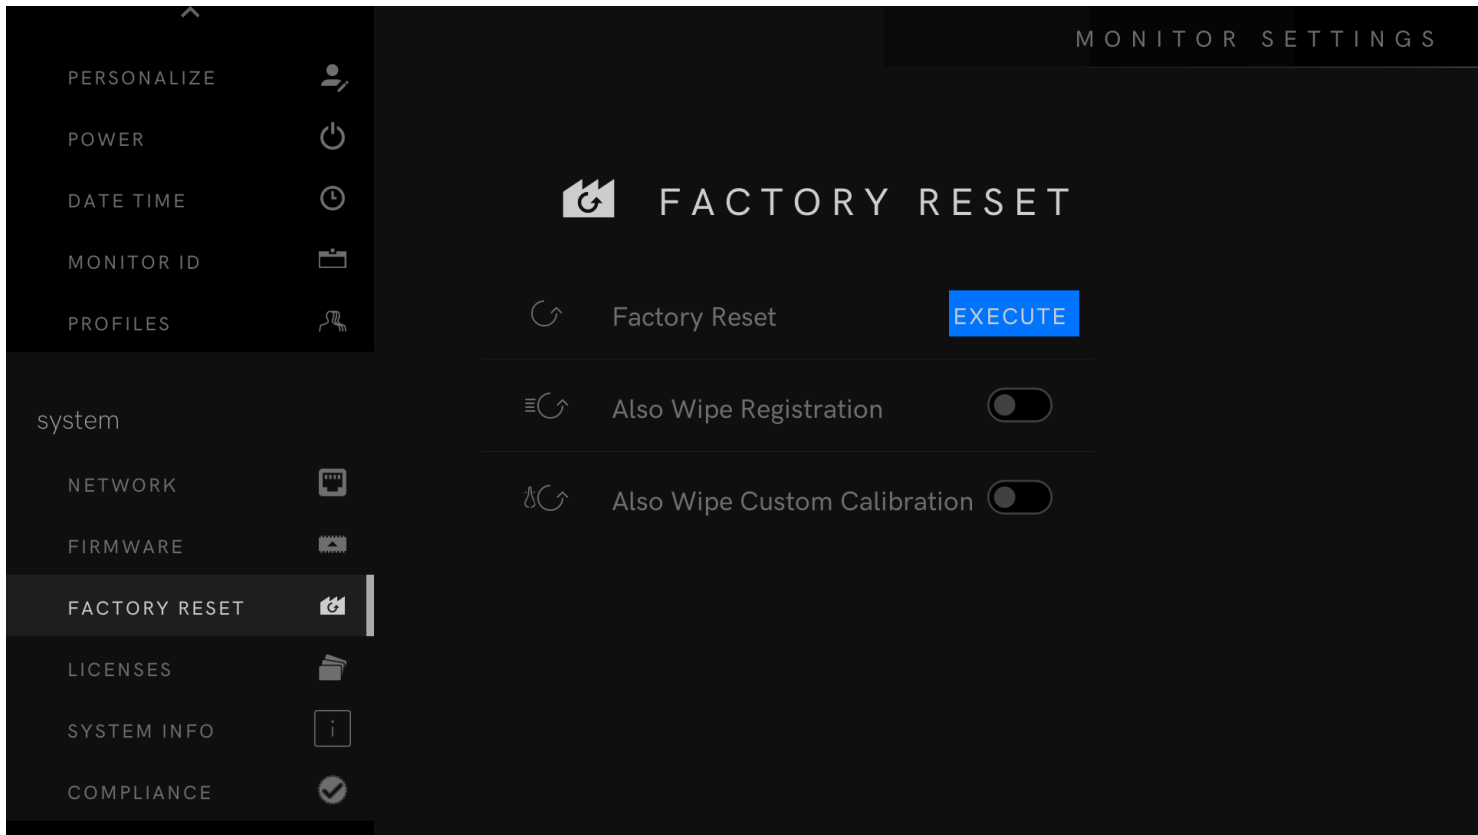 MONITOR SETTINGS
PERSONALIZE
POWER
DATE TIME
MONITOR ID
PROFILES
system
NETWORK
FIRMWARE
FACTORY RESET
LICENSES
SYSTEM INFO
i
COMPLIANCE
FACTORY RESET
Factory Reset EXECUTE
Also Wipe Registration
Also Wipe Custom Calibration